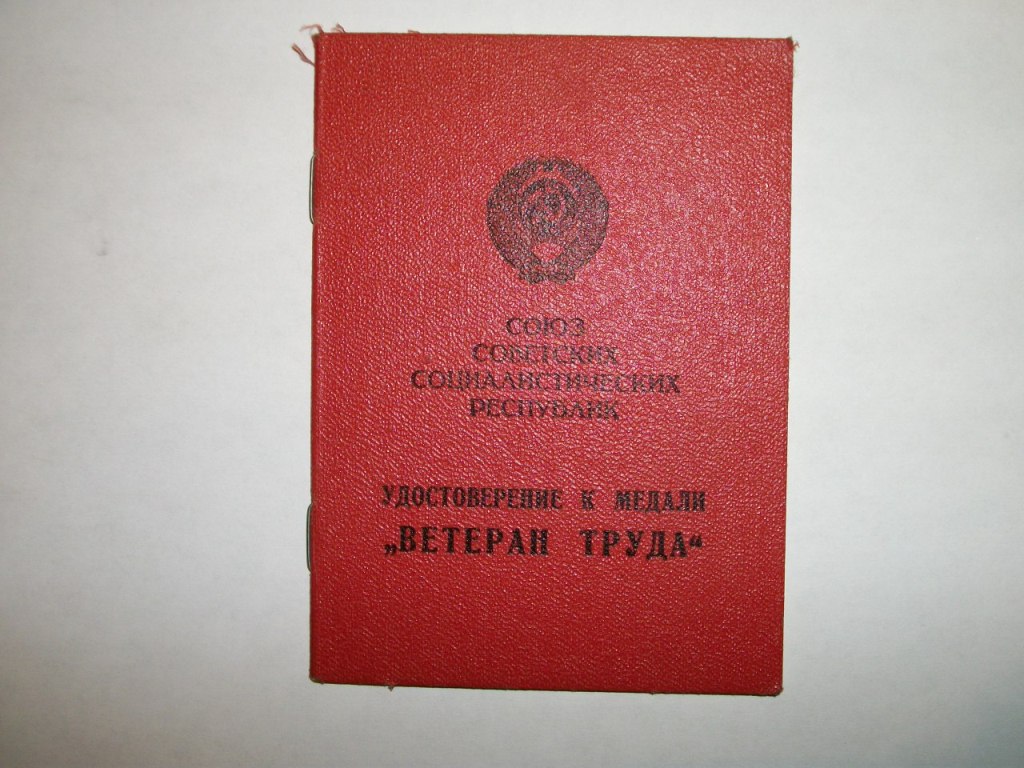 СОЮЗ
СОВЕТСКИХ
СОЦИАЛИСТИЧЕСКИХ
РЕСПУБЛИК
УДОСТОВЕРЕНИЕ К МЕДАЛИ
„ВЕТЕРАН ТРУДА“